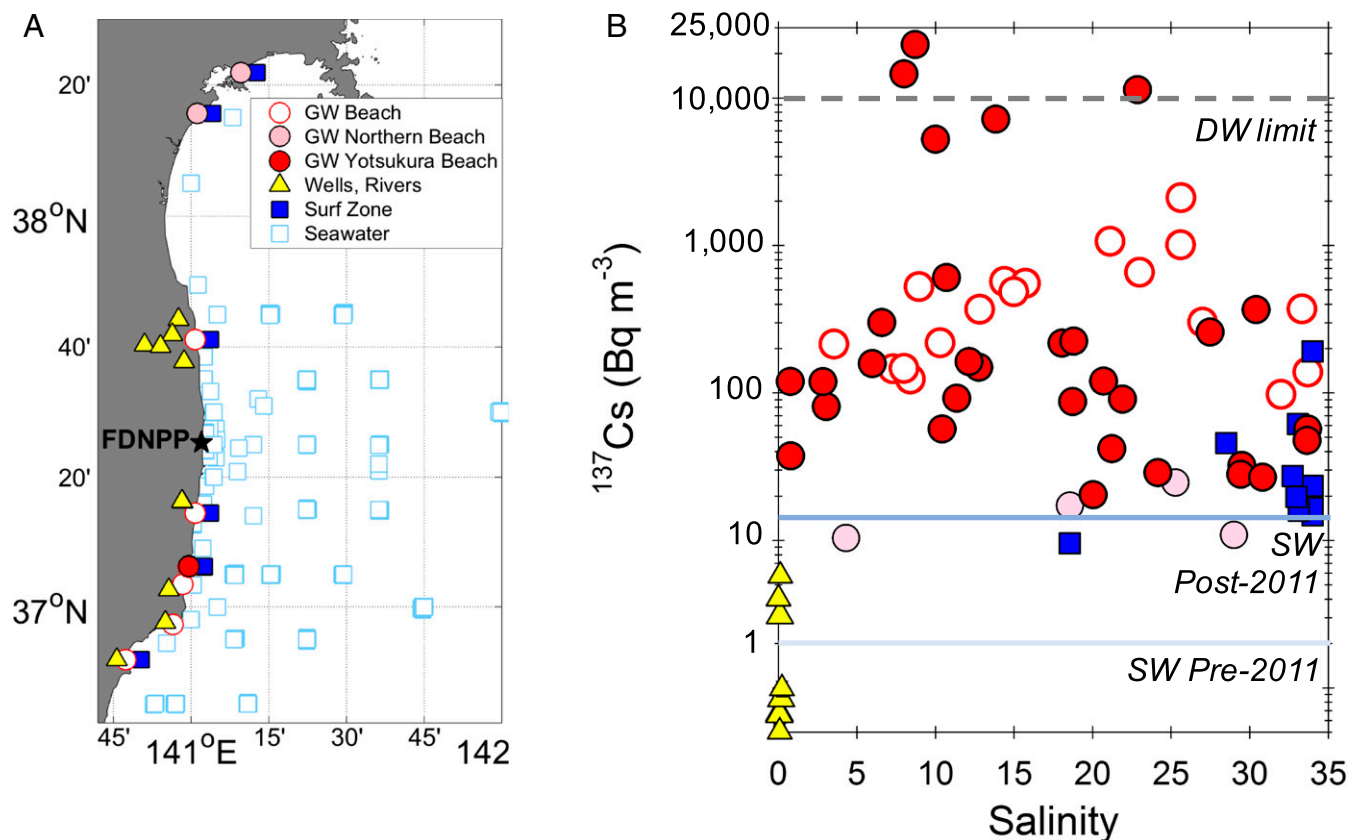 A
20'
38°N
40'
FDNPP
20'
37°N
45'
141°E
15'
30'
45'
142
GW Beach
GW Northern Beach
GW Yotsukura Beach
Wells, Rivers
Surf Zone
Seawater
B
25,000
10,000
1,000
100
10
1
¹³⁷Cs (Bq m⁻³)
DW limit
SW
Post-2011
SW Pre-2011
0 5 10 15 20 25 30 35
Salinity